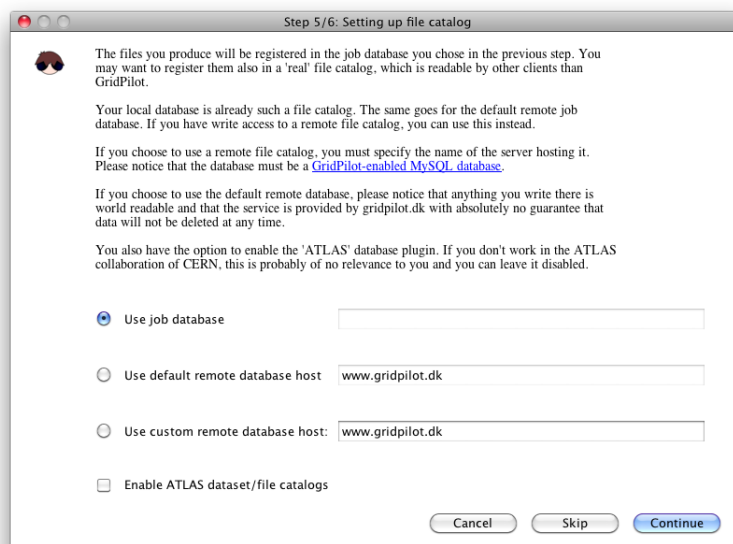 Step 5/6: Setting up file catalog
The files you produce will be registered in the job database you chose in the previous step. You
may want to register them also in a 'real' file catalog, which is readable by other clients than
GridPilot.
Your local database is already such a file catalog. The same goes for the default remote job
database. If you have write access to a remote file catalog, you can use this instead.
If you choose to use a remote file catalog, you must specify the name of the server hosting it.
Please notice that the database must be a GridPilot-enabled MySQL database.
If you choose to use the default remote database, please notice that anything you write there is
world readable and that the service is provided by gridpilot.dk with absolutely no guarantee that
data will not be deleted at any time.
You also have the option to enable the 'ATLAS' database plugin. If you don't work in the ATLAS
collaboration of CERN, this is probably of no relevance to you and you can leave it disabled.
Use job database
Use default remote database host www.gridpilot.dk
Use custom remote database host: www.gridpilot.dk
Enable ATLAS dataset/file catalogs
Cancel Skip Continue